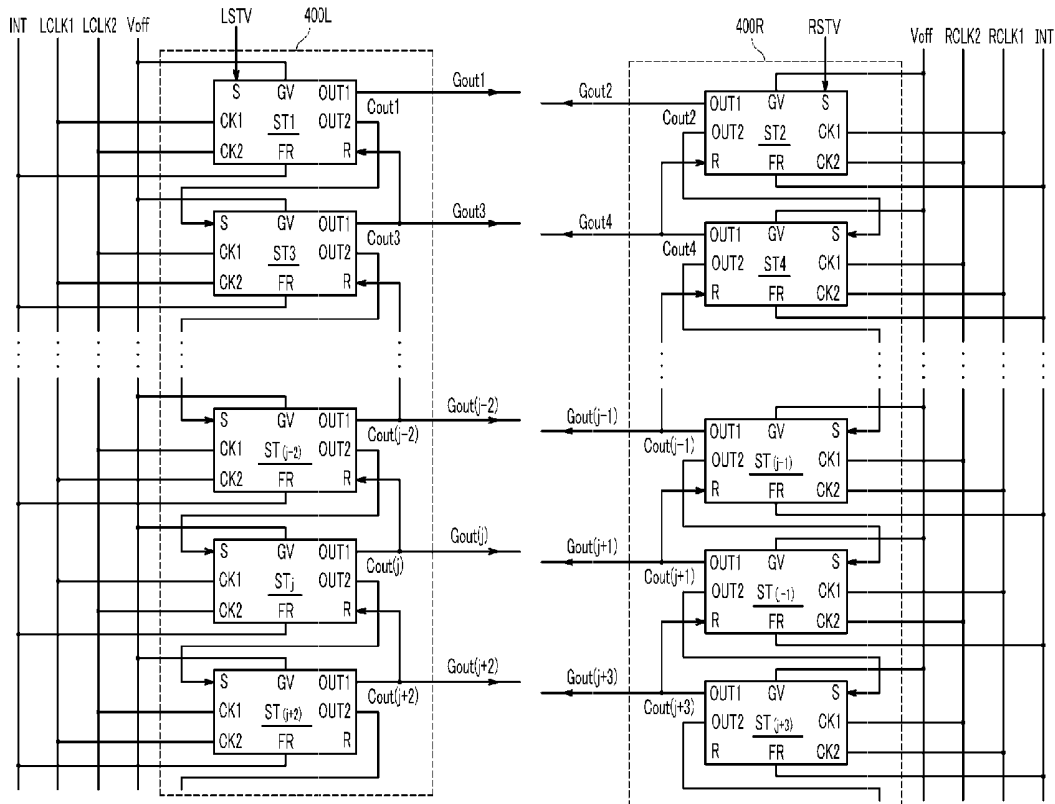 LSTV
400L
INT LCLK1 LCLK2 Voff
S GV OUT1
CK1 ST1 OUT2
CK2 FR R
Cout1
Gout1
S GV OUT1
CK1 ST3 OUT2
CK2 FR R
Cout3
Gout3
S GV OUT1
CK1 ST(j-2) OUT2
CK2 FR R
Cout(j-2)
Gout(j-2)
S GV OUT1
CK1 STj OUT2
CK2 FR R
Cout(j)
Gout(j)
S GV OUT1
CK1 ST(j+2) OUT2
CK2 FR R
Cout(j+2)
Gout(j+2)
400R
RSTV
Voff RCLK2 RCLK1 INT
Gout2
Cout2
OUT1 GV S
OUT2 ST2 CK1
R FR CK2
Gout4
Cout4
OUT1 GV S
OUT2 ST4 CK1
R FR CK2
Gout(j-1)
Cout(j-1)
OUT1 GV S
OUT2 ST(j-1) CK1
R FR CK2
Gout(j+1)
Cout(j+1)
OUT1 GV S
OUT2 ST(-1) CK1
R FR CK2
Gout(j+3)
Cout(j+3)
OUT1 GV S
OUT2 ST(j+3) CK1
R FR CK2